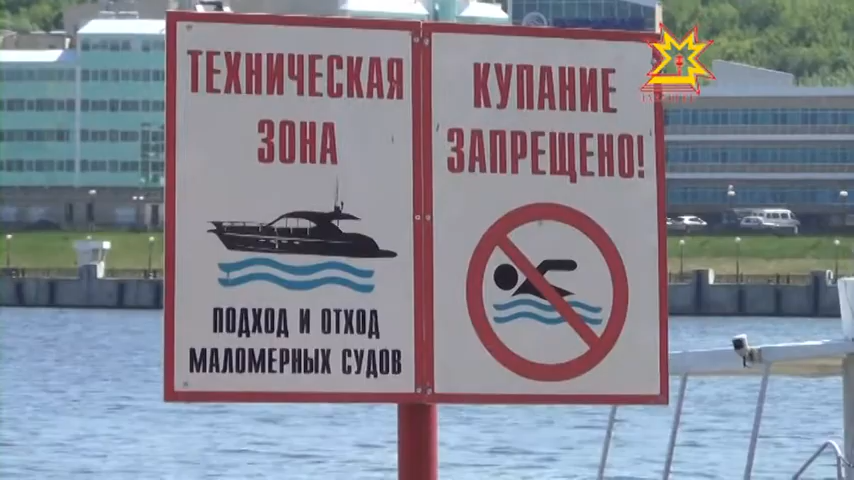 ТЕХНИЧЕСКАЯ
ЗОНА
ПОДХОД И ОТХОД
МАЛОМЕРНЫХ СУДОВ
КУПАНИЕ
ЗАПРЕЩЕНО!